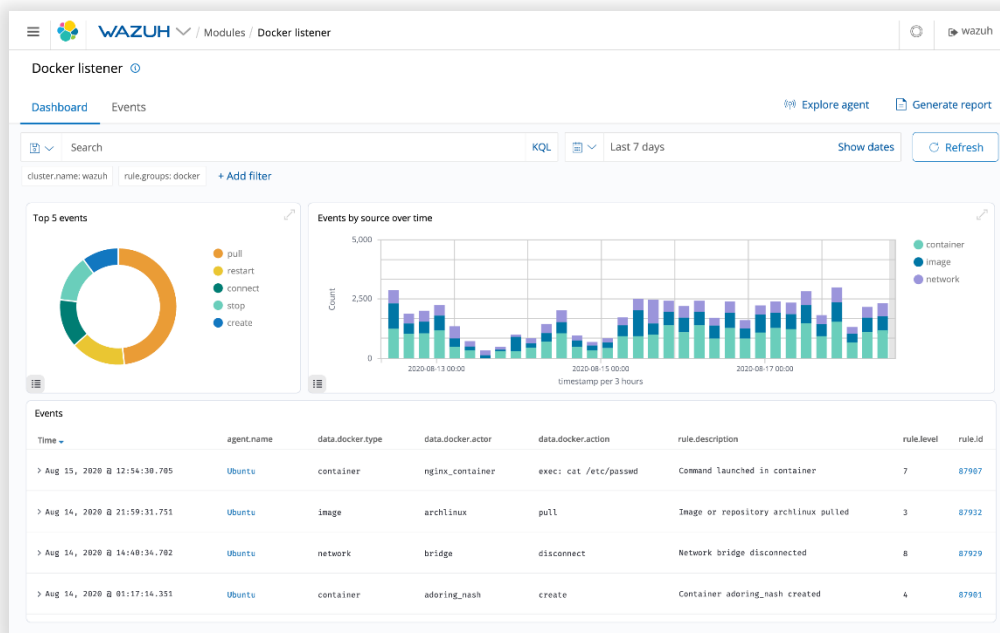 WAZUH / Modules / Docker listener
wazuh
Docker listener
Dashboard Events
Explore agent Generate report
Search KQL Last 7 days Show dates Refresh
cluster.name: wazuh rule.groups: docker + Add filter
Top 5 events
pull
restart
connect
stop
create
Events by source over time
5,000
2,500
0
Count
2020-08-13 00:00 2020-08-15 00:00 2020-08-17 00:00
timestamp per 3 hours
container
image
network
Events
Time agent.name data.docker.type data.docker.actor data.docker.action rule.description rule.level rule.id
> Aug 15, 2020 @ 12:54:30.705 Ubuntu container nginx_container exec: cat /etc/passwd Command launched in container 7 87907
> Aug 14, 2020 @ 21:59:31.751 Ubuntu image archlinux pull Image or repository archlinux pulled 3 87932
> Aug 14, 2020 @ 14:40:34.702 Ubuntu network bridge disconnect Network bridge disconnected 8 87929
> Aug 14, 2020 @ 01:17:14.351 Ubuntu container adoring_nash create Container adoring_nash created 4 87901